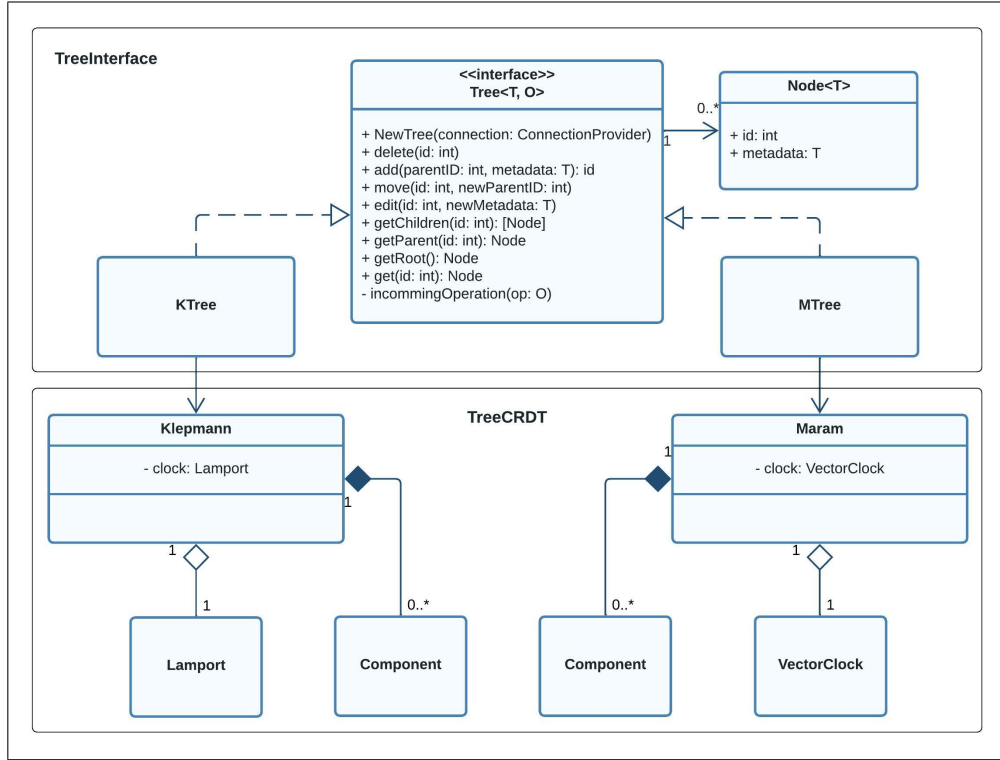 TreeInterface
<<interface>>
Tree<T, O>
+ NewTree(connection: ConnectionProvider)
+ delete(id: int)
+ add(parentID: int, metadata: T): id
+ move(id: int, newParentID: int)
+ edit(id: int, newMetadata: T)
+ getChildren(id: int): [Node]
+ getParent(id: int): Node
+ getRoot(): Node
+ get(id: int): Node
- incommingOperation(op: O)
1
0..*
Node<T>
+ id: int
+ metadata: T
KTree
MTree
TreeCRDT
Klepmann
- clock: Lamport
1
1
0..*
1
Lamport
Component
Maram
- clock: VectorClock
1
1
0..*
1
Component
VectorClock